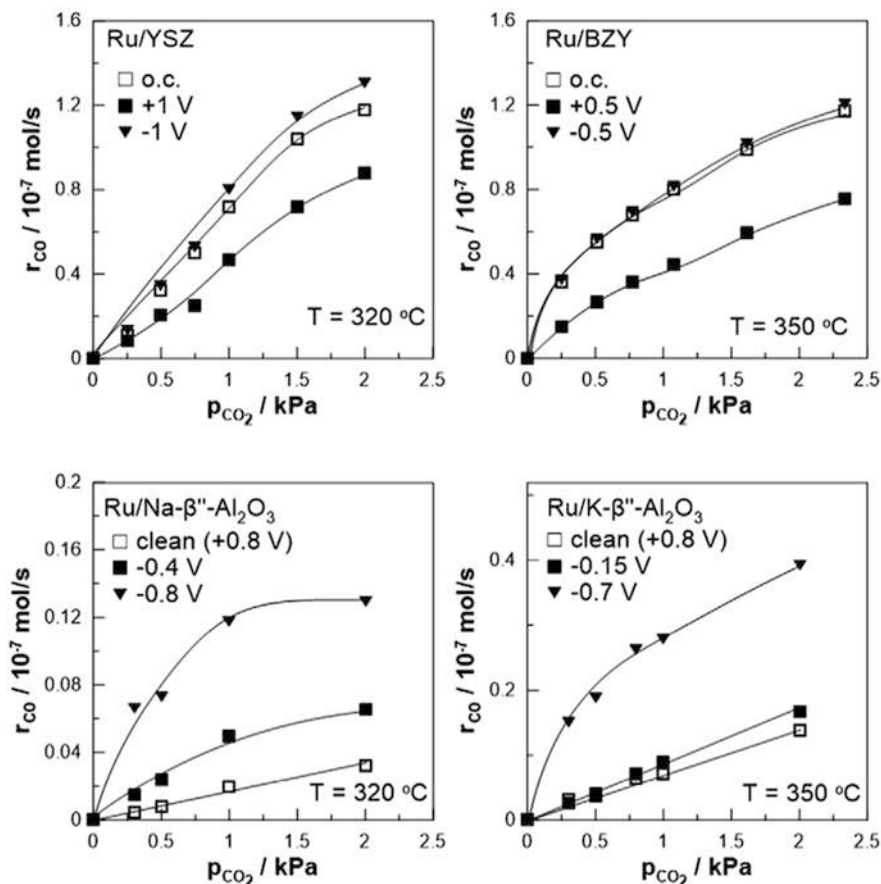 Ru/YSZ
o.c.
+1 V
-1 V
T = 320 °C
0
0.4
0.8
1.2
1.6
r_CO / 10^-7 mol/s
0 0.5 1 1.5 2 2.5
p_CO2 / kPa
Ru/BZY
o.c.
+0.5 V
-0.5 V
T = 350 °C
0
0.4
0.8
1.2
1.6
r_CO / 10^-7 mol/s
0 0.5 1 1.5 2 2.5
p_CO2 / kPa
Ru/Na-β"-Al2O3
clean (+0.8 V)
-0.4 V
-0.8 V
T = 320 °C
0
0.04
0.08
0.12
0.16
0.2
r_CO / 10^-7 mol/s
0 0.5 1 1.5 2 2.5
p_CO2 / kPa
Ru/K-β"-Al2O3
clean (+0.8 V)
-0.15 V
-0.7 V
T = 350 °C
0
0.2
0.4
r_CO / 10^-7 mol/s
0 0.5 1 1.5 2 2.5
p_CO2 / kPa